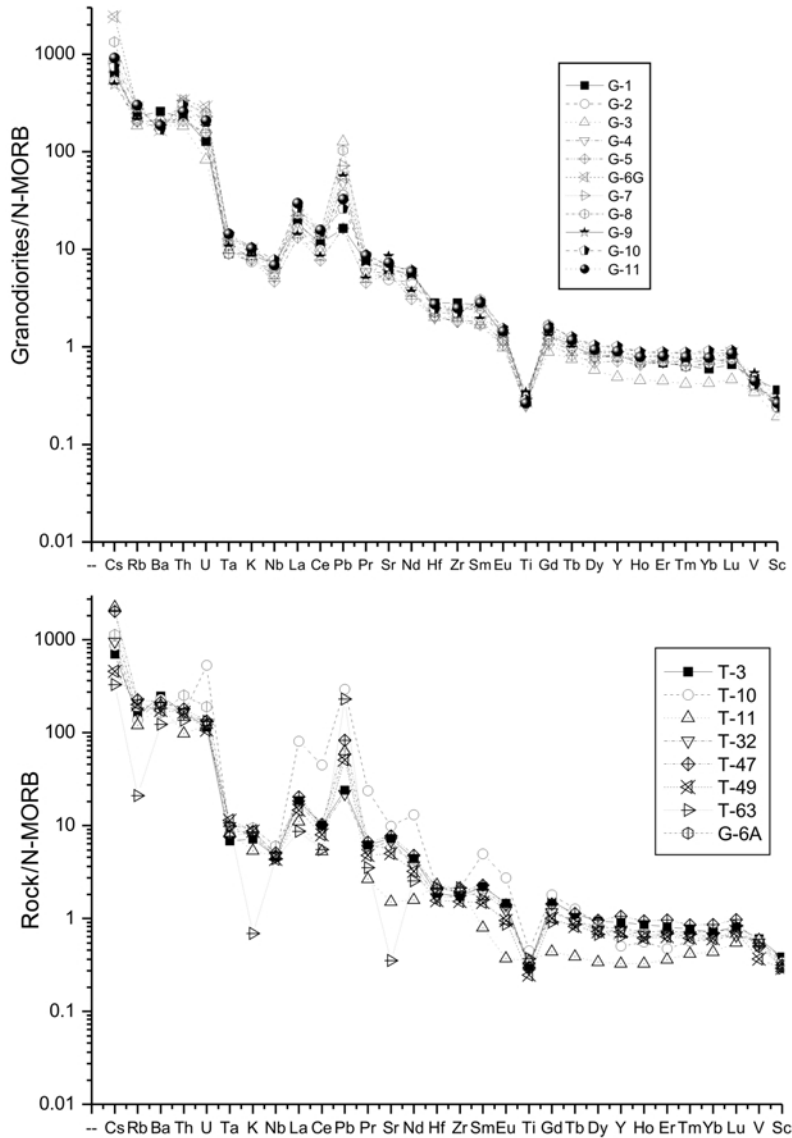 Granodiorites/N-MORB
1000
100
10
1
0.1
0.01
G-1
G-2
G-3
G-4
G-5
G-6G
G-7
G-8
G-9
G-10
G-11
-- Cs Rb Ba Th U Ta K Nb La Ce Pb Pr Sr Nd Hf Zr Sm Eu Ti Gd Tb Dy Y Ho Er Tm Yb Lu V Sc
Rock/N-MORB
1000
100
10
1
0.1
0.01
T-3
T-10
T-11
T-32
T-47
T-49
T-63
G-6A
-- Cs Rb Ba Th U Ta K Nb La Ce Pb Pr Sr Nd Hf Zr Sm Eu Ti Gd Tb Dy Y Ho Er Tm Yb Lu V Sc